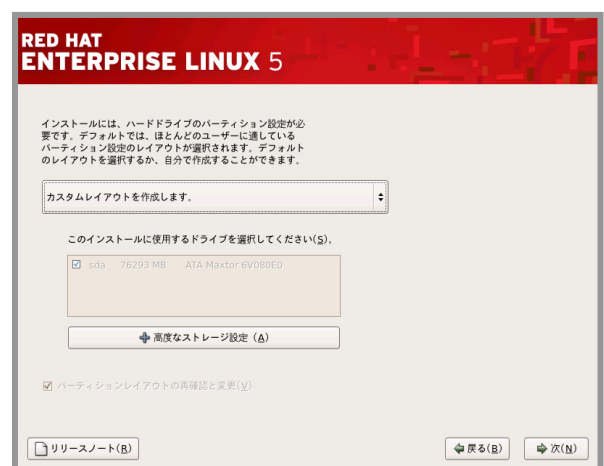 RED HAT
ENTERPRISE LINUX 5
インストールには、ハードドライブのパーティション設定が必
要です。デフォルトでは、ほとんどのユーザーに適している
パーティション設定のレイアウトが選択されます。デフォルト
のレイアウトを選択するか、自分で作成することができます。
カスタムレイアウトを作成します。
このインストールに使用するドライブを選択してください(S)。
sda 76293 MB ATA Maxtor 6V080E0
高度なストレージ設定 (A)
パーティションレイアウトの再確認と変更(V)
リリースノート(R)
戻る(B)
次(N)